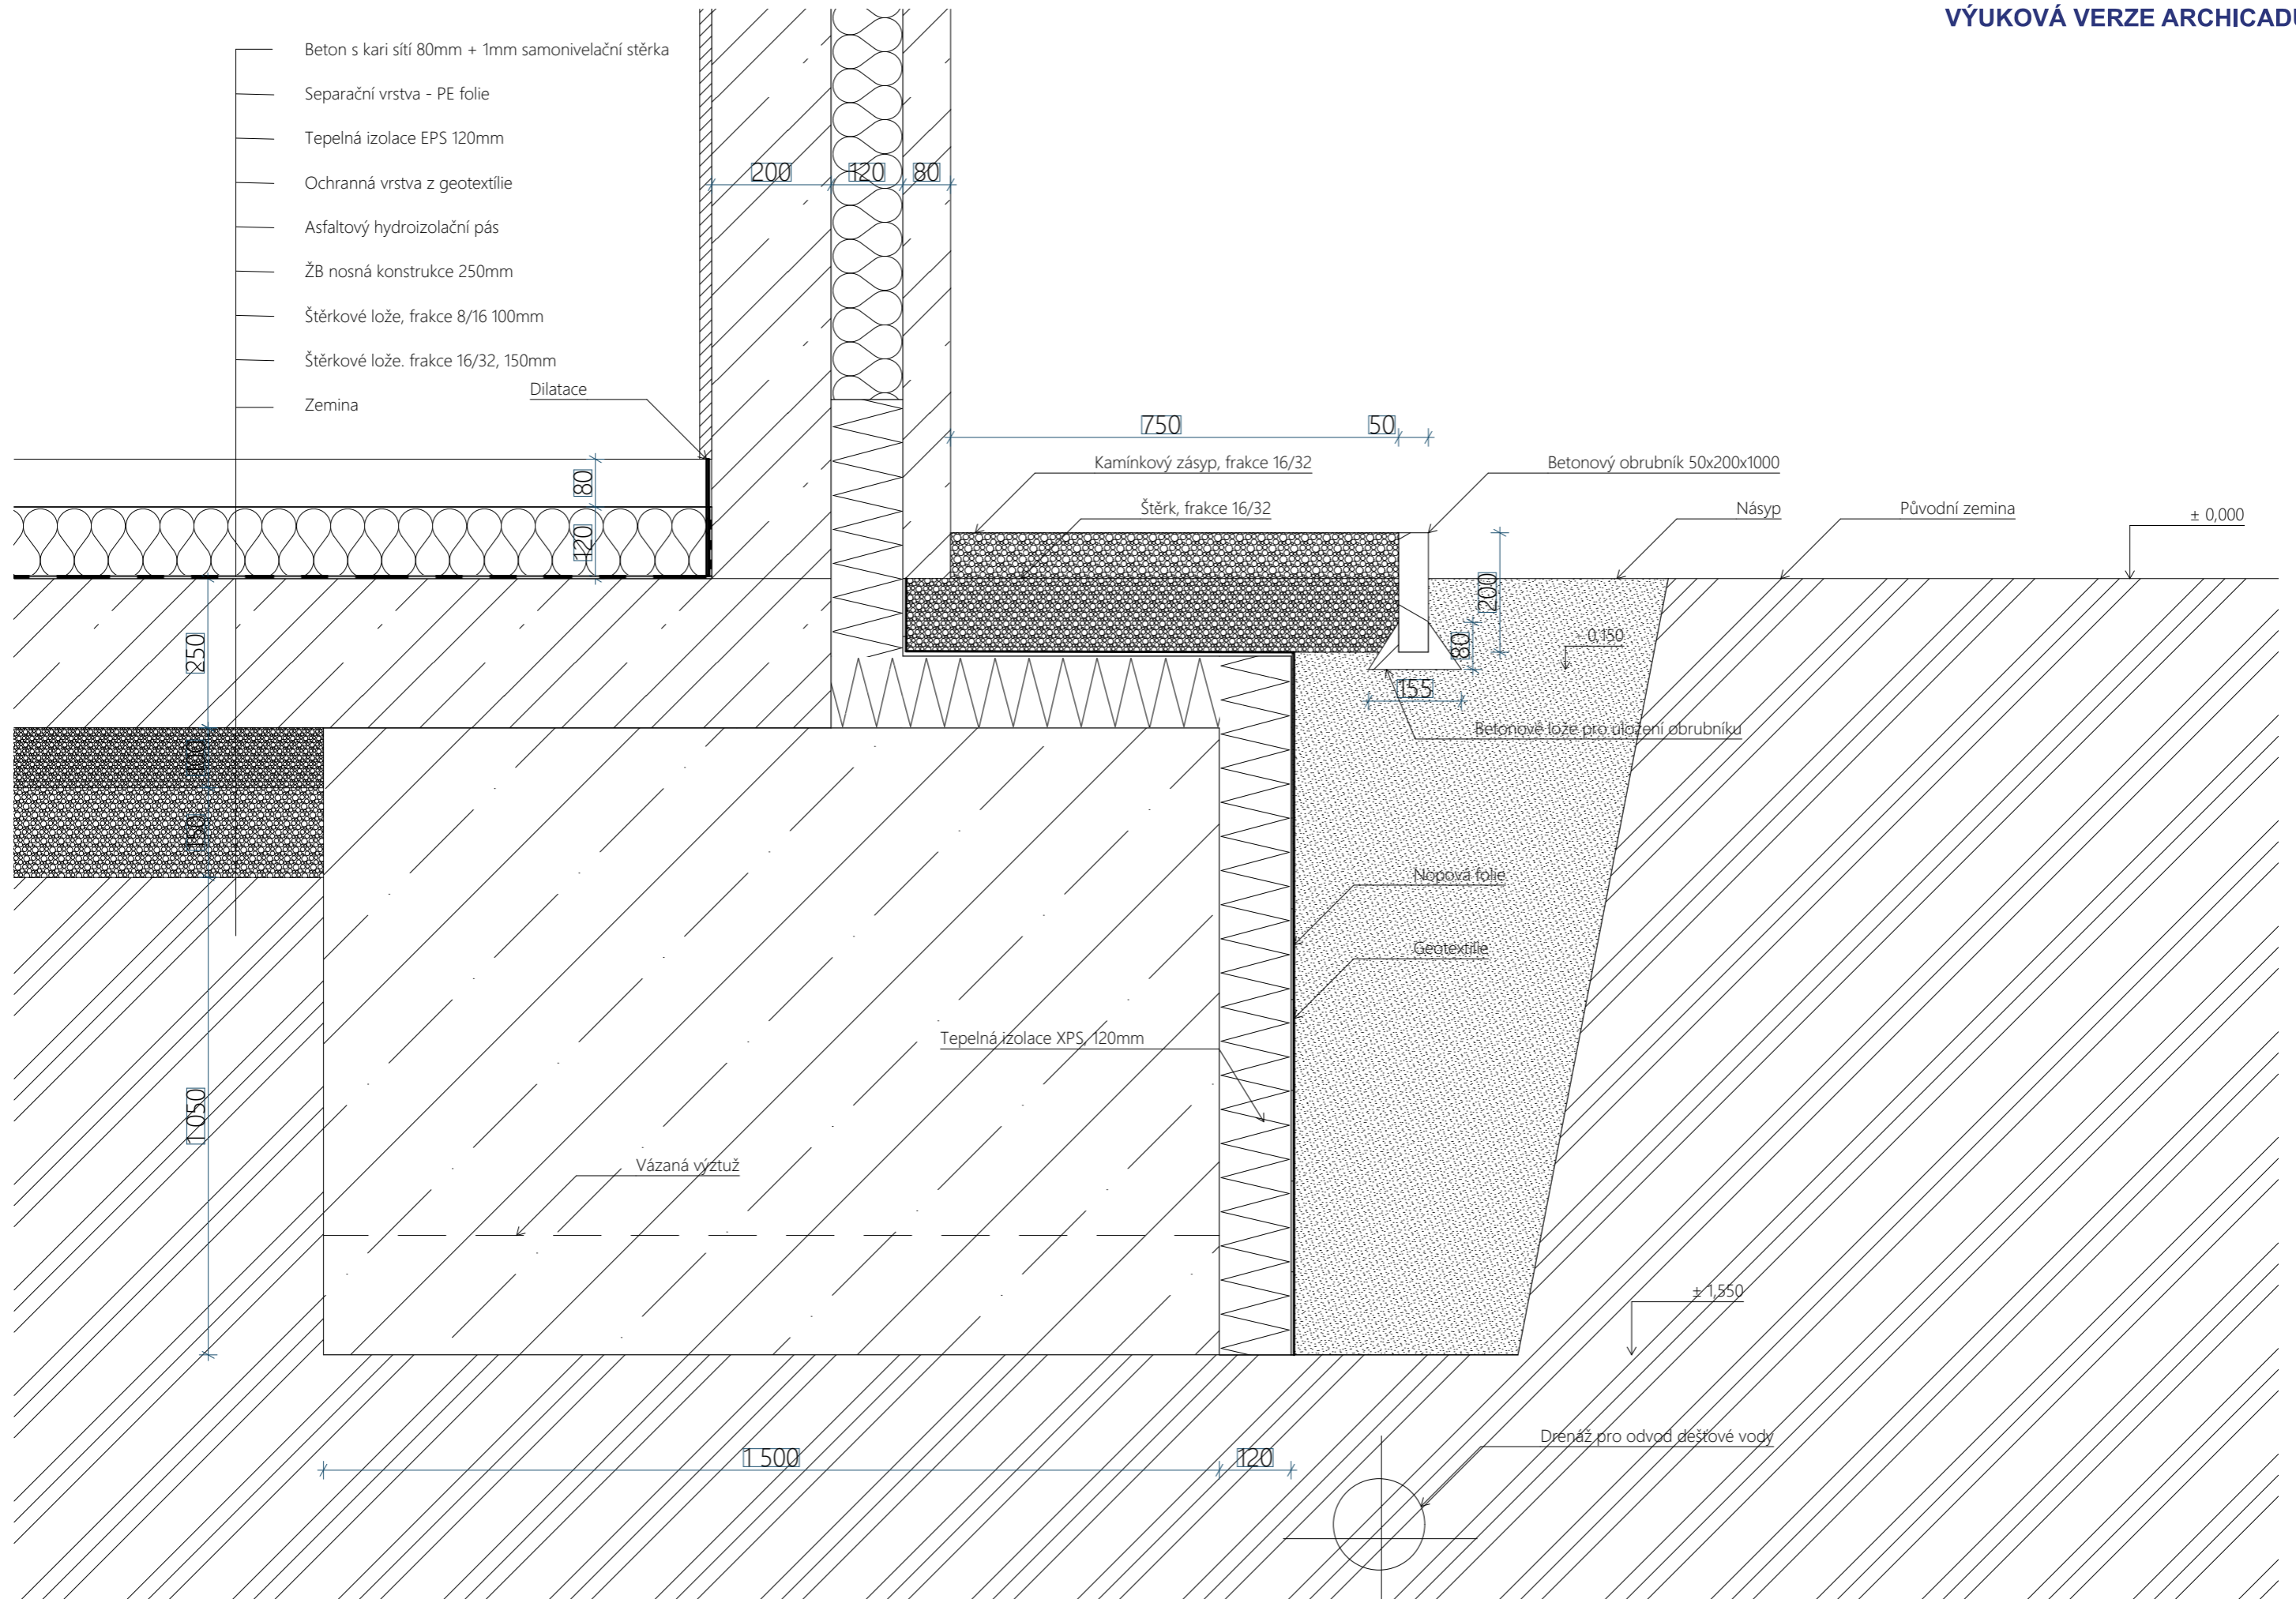 VÝUKOVÁ VERZE ARCHICADU
Beton s kari sítí 80mm + 1mm samonivelační stěrka
Separační vrstva - PE folie
Tepelná izolace EPS 120mm
Ochranná vrstva z geotextílie
Asfaltový hydroizolační pás
ŽB nosná konstrukce 250mm
Štěrkové lože, frakce 8/16 100mm
Štěrkové lože. frakce 16/32, 150mm
Zemina
Dilatace
200
120
80
750
50
Kamínkový zásyp, frakce 16/32
Betonový obrubník 50x200x1000
Štěrk, frakce 16/32
Násyp
Původní zemina
± 0,000
80
120
200
- 0,150
80
155
250
Betonové lože pro uložení obrubníku
100
150
Nopová folie
Geotextilie
Tepelná izolace XPS, 120mm
1 050
Vázaná výztuž
± 1,550
Drenáž pro odvod dešťové vody
1 500
120